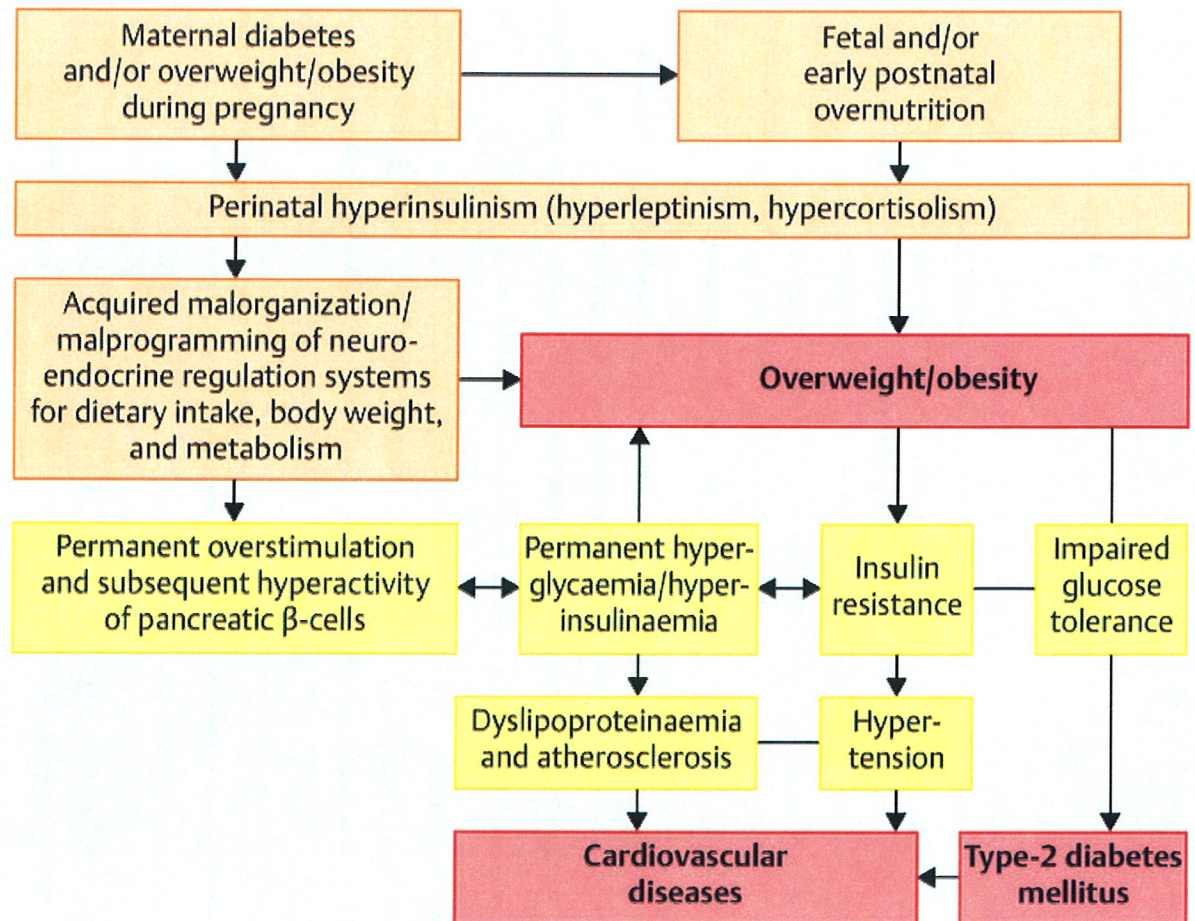 Maternal diabetes
and/or overweight/obesity
during pregnancy
Fetal and/or
early postnatal
overnutrition
Perinatal hyperinsulinism (hyperleptinism, hypercortisolism)
Acquired malorganization/
malprogramming of neuro-
endocrine regulation systems
for dietary intake, body weight,
and metabolism
Overweight/obesity
Permanent overstimulation
and subsequent hyperactivity
of pancreatic β-cells
Permanent hyper-
glycaemia/hyper-
insulinaemia
Insulin
resistance
Impaired
glucose
tolerance
Dyslipoproteinaemia
and atherosclerosis
Hyper-
tension
Cardiovascular
diseases
Type-2 diabetes
mellitus